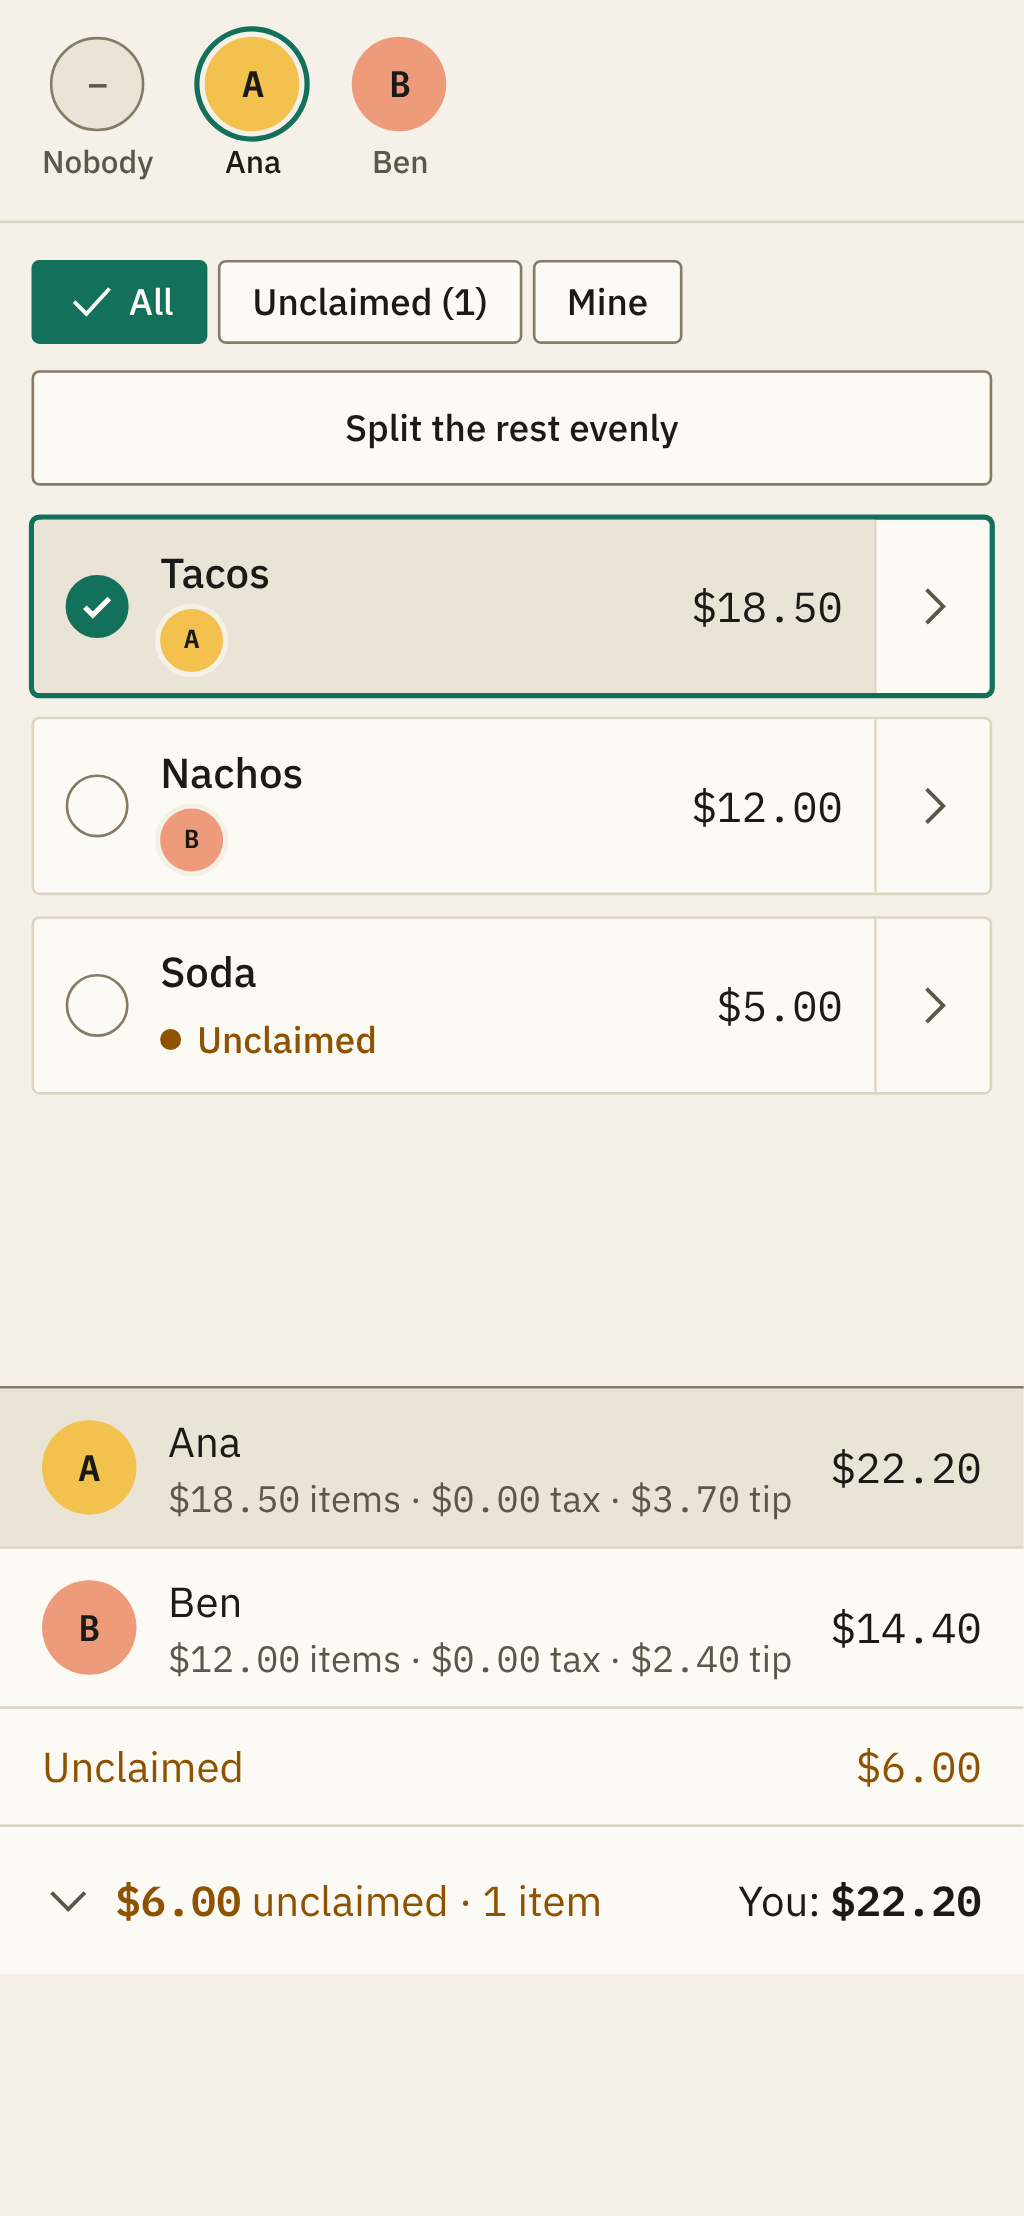 –
A
B
Nobody
Ana
Ben
All
Unclaimed (1)
Mine
Split the rest evenly
Tacos
A
$18.50
Nachos
B
$12.00
Soda
Unclaimed
$5.00
A
Ana
$18.50 items · $0.00 tax · $3.70 tip
$22.20
B
Ben
$12.00 items · $0.00 tax · $2.40 tip
$14.40
Unclaimed
$6.00
$6.00 unclaimed · 1 item
You: $22.20